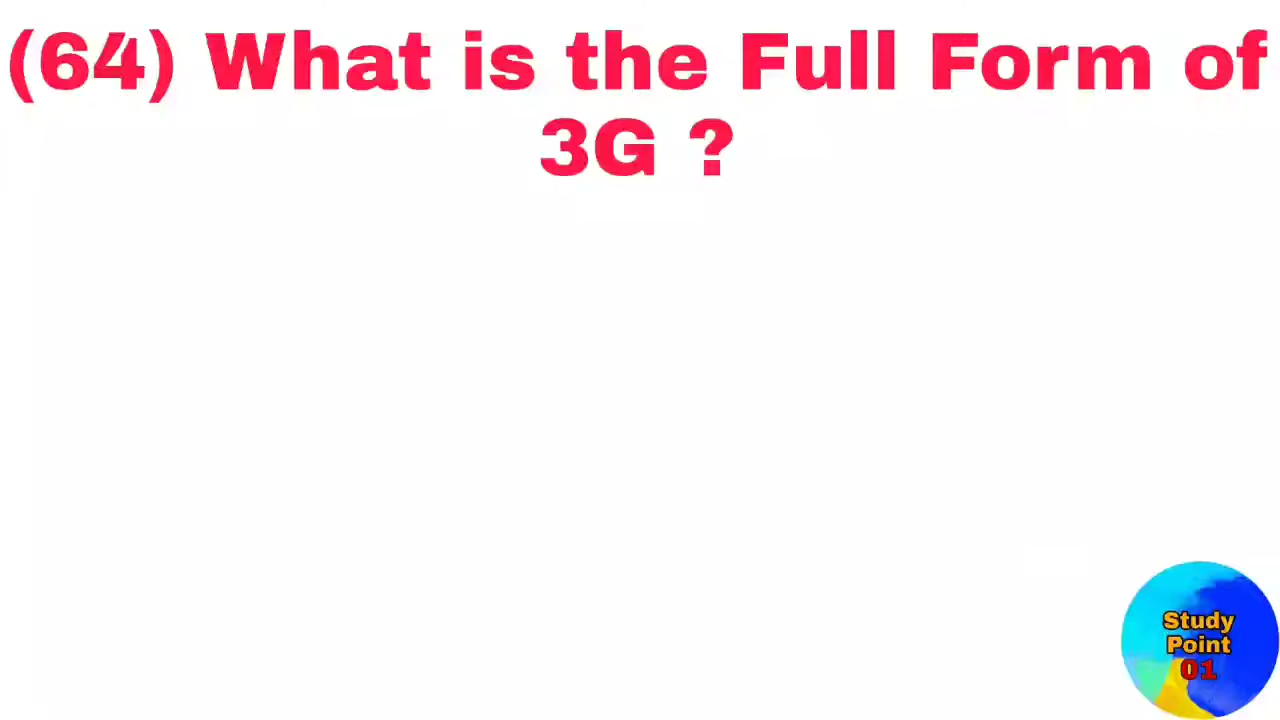 (64) What is the Full Form of
3G ?
Study
Point
01